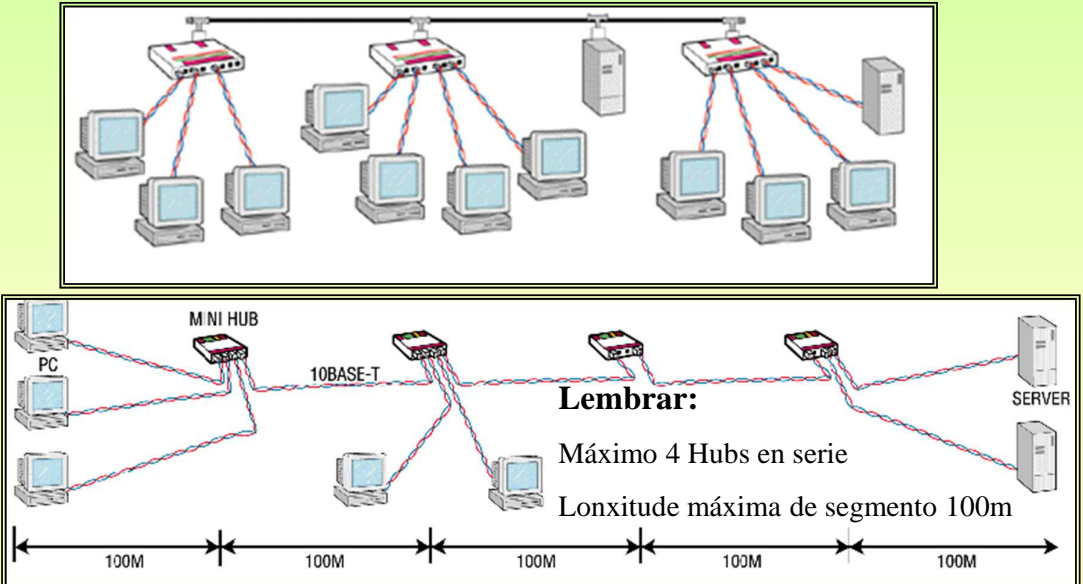 MINI HUB
PC
10BASE-T
SERVER
Lembrar:
Máximo 4 Hubs en serie
Lonxitude máxima de segmento 100m
100M 100M 100M 100M 100M